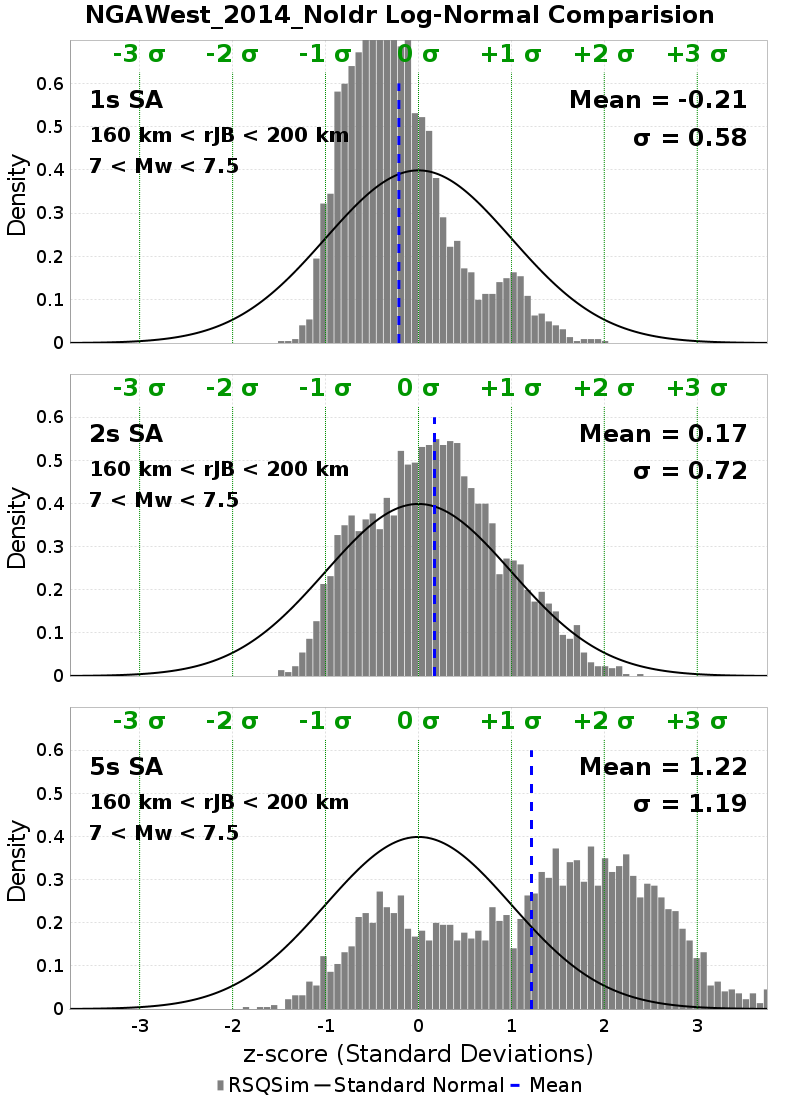 NGAWest_2014_NoIdr Log-Normal Comparision
-3 σ -2 σ -1 σ 0 σ +1 σ +2 σ +3 σ
1s SA Mean = -0.21
160 km < rJB < 200 km σ = 0.58
7 < Mw < 7.5
Density
0.6
0.5
0.4
0.3
0.2
0.1
0
-3 σ -2 σ -1 σ 0 σ +1 σ +2 σ +3 σ
2s SA Mean = 0.17
160 km < rJB < 200 km σ = 0.72
7 < Mw < 7.5
Density
0.6
0.5
0.4
0.3
0.2
0.1
0
-3 σ -2 σ -1 σ 0 σ +1 σ +2 σ +3 σ
5s SA Mean = 1.22
160 km < rJB < 200 km σ = 1.19
7 < Mw < 7.5
Density
0.6
0.5
0.4
0.3
0.2
0.1
0
-3 -2 -1 0 1 2 3
z-score (Standard Deviations)
RSQSim Standard Normal Mean